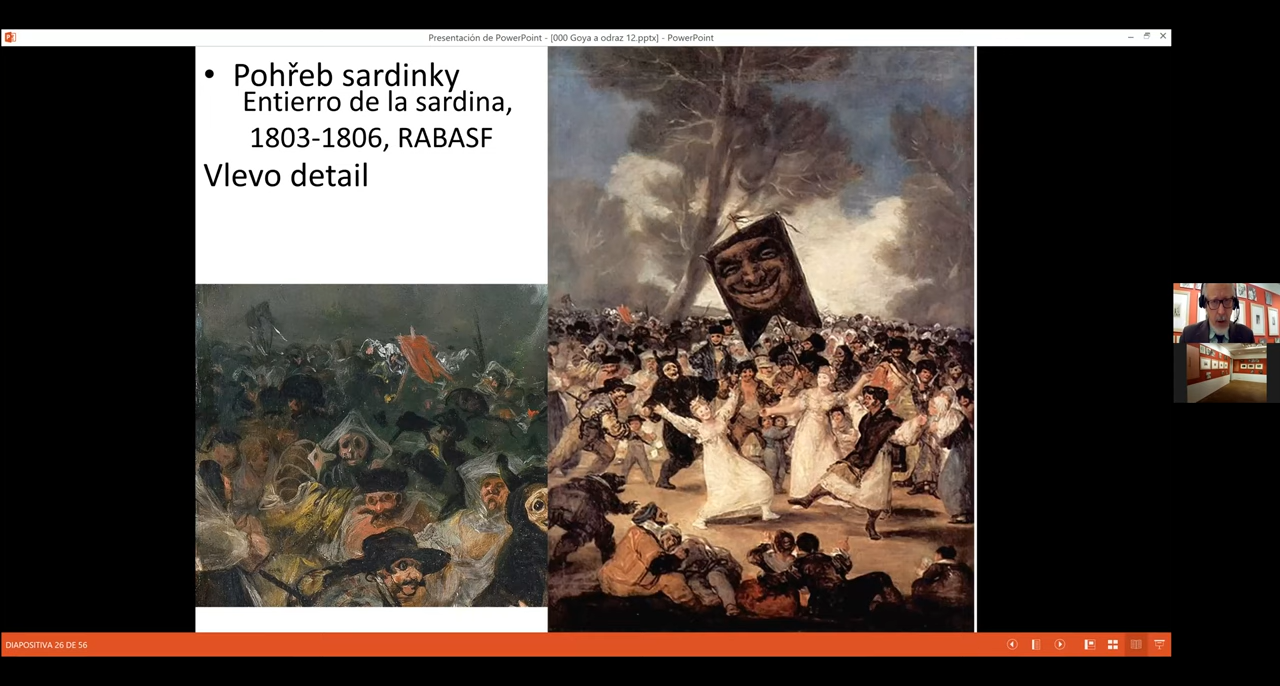 Presentación de PowerPoint - [000 Goya a odraz 12.pptx] - PowerPoint
• Pohřeb sardinky
Entierro de la sardina,
1803-1806, RABASF
Vlevo detail
DIAPOSITIVA 26 DE 56